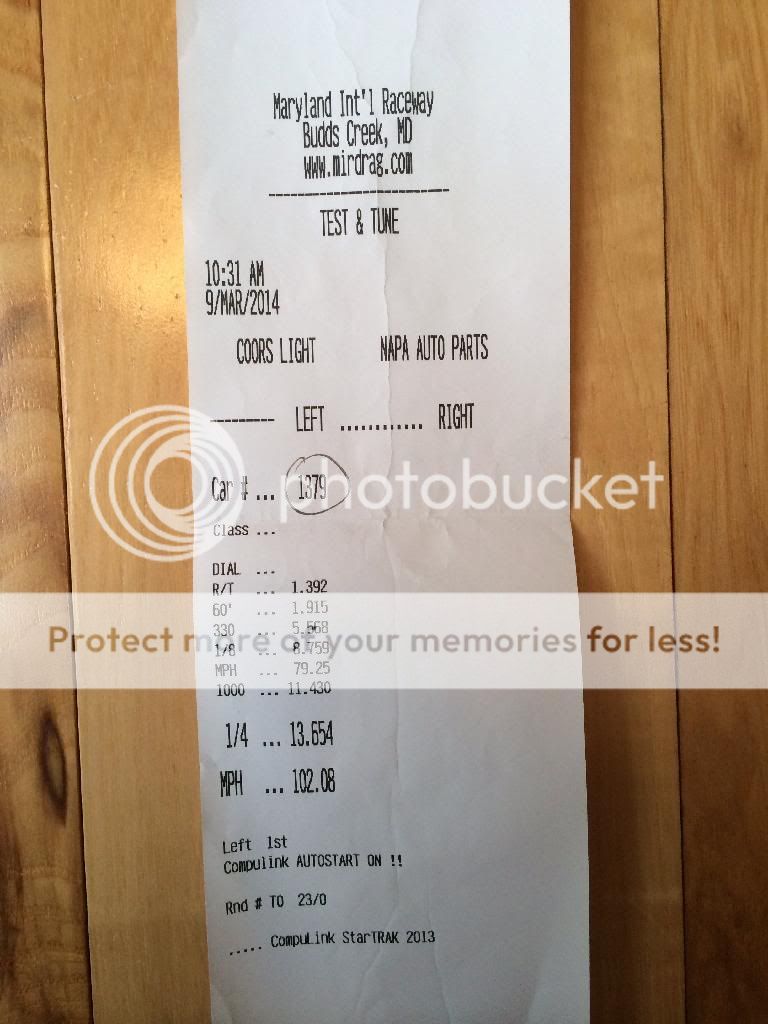 Maryland Int'l Raceway
Budds Creek, MD
www.mirdrag.com
--------------------------
TEST & TUNE
10:31 AM
9/MAR/2014
COORS LIGHT NAPA AUTO PARTS
--------- LEFT ............ RIGHT
Car # ... 1379
photobucket
Class ...
DIAL ...
R/T ... 1.392
60' ... 1.915
330 ... 5.568
Protect more of your memories for less!
1/8 ... 8.759
MPH ... 79.25
1000 ... 11.430
1/4 ... 13.654
MPH ... 102.08
Left 1st
Compulink AUTOSTART ON !!
Rnd # TO 23/0
..... CompuLink StarTRAK 2013